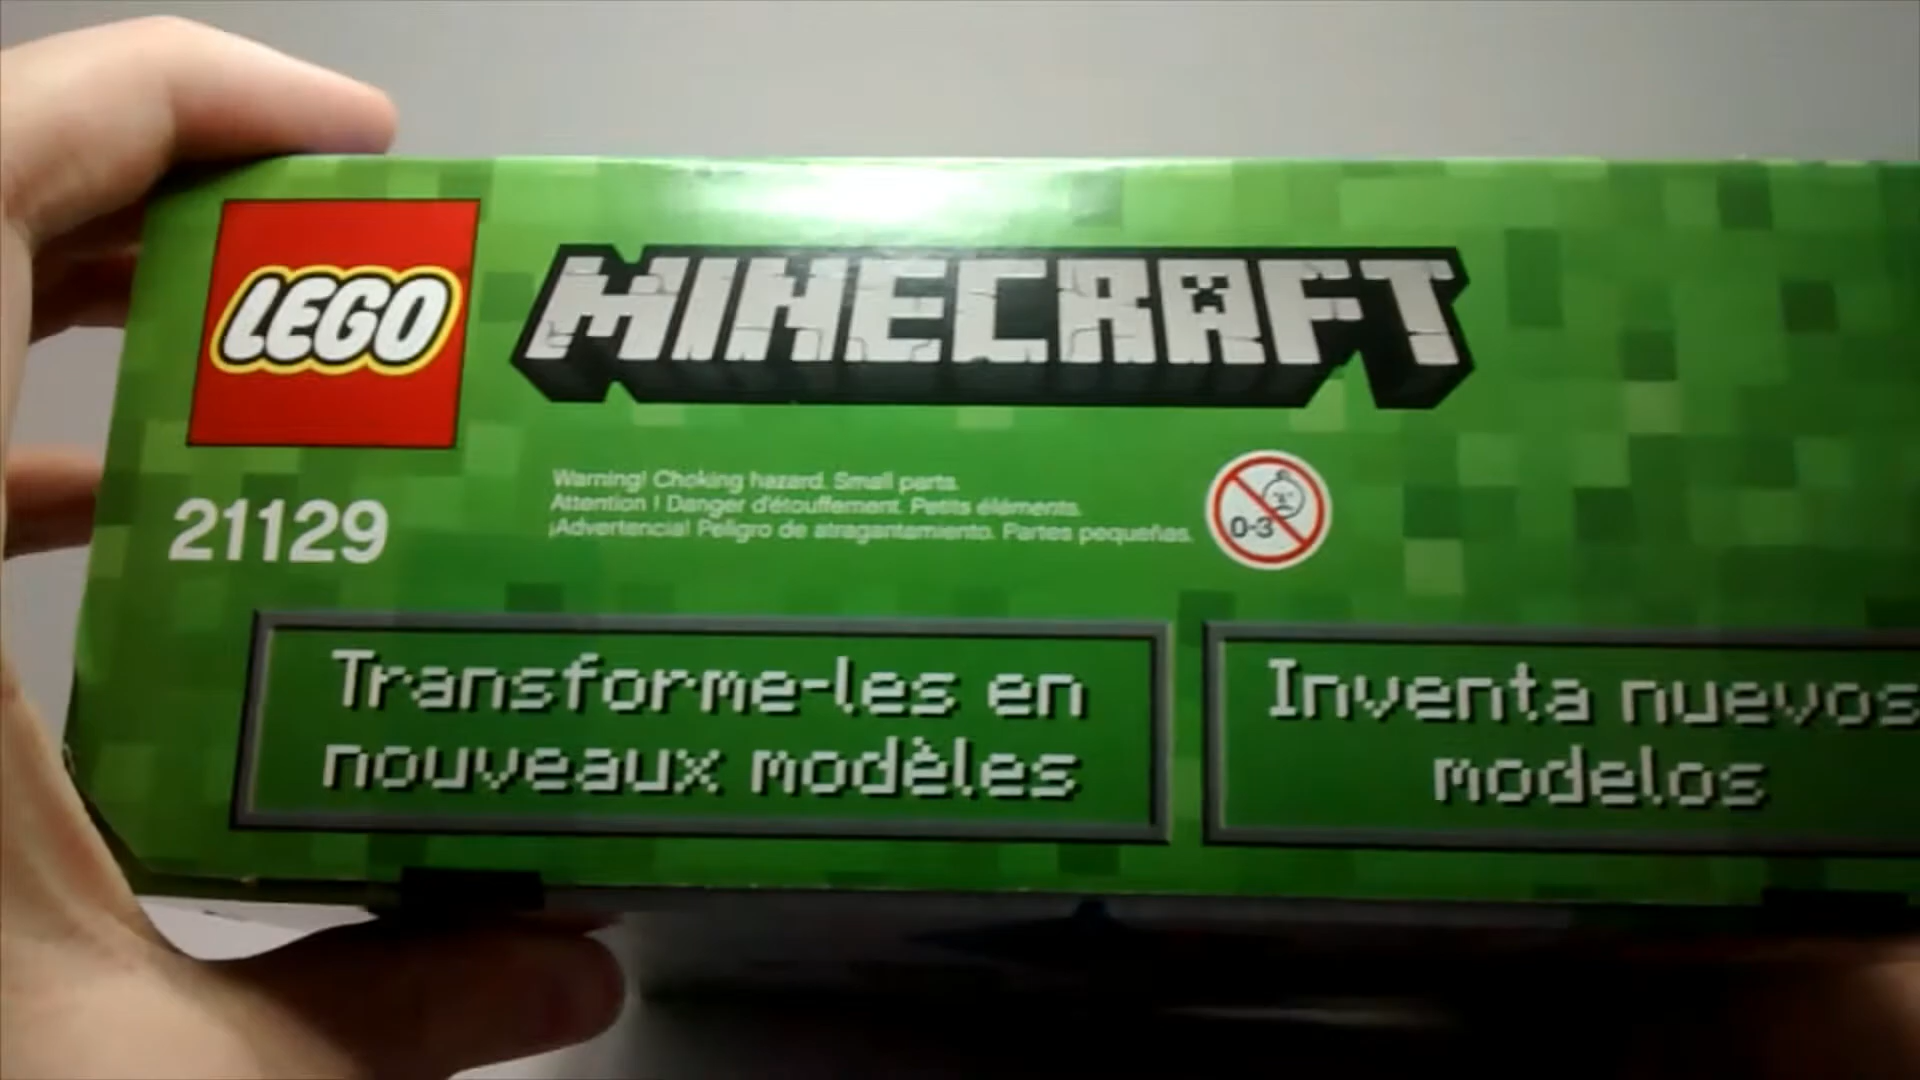 LEGO
MINECRAFT
Warning! Choking hazard. Small parts.
Attention ! Danger d'étouffement. Petits éléments.
¡Advertencia! Peligro de atragantamiento. Partes pequeñas.
0-3
21129
Transforme-les en
nouveaux modèles
Inventa nuevos
modelos